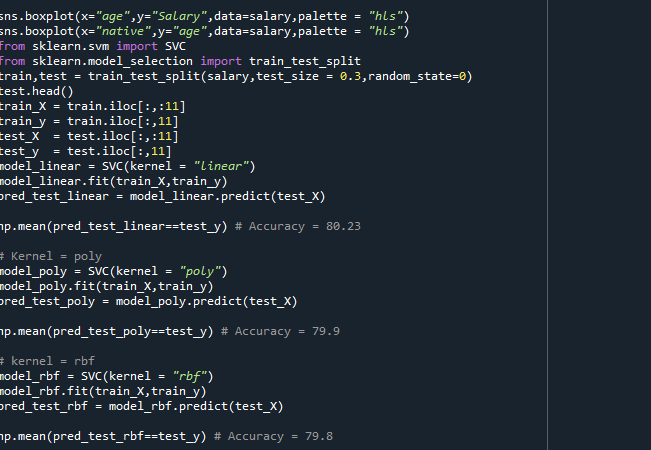 sns.boxplot(x="age",y="Salary",data=salary,palette = "hls")
sns.boxplot(x="native",y="age",data=salary,palette = "hls")
from sklearn.svm import SVC
from sklearn.model_selection import train_test_split
train,test = train_test_split(salary,test_size = 0.3,random_state=0)
test.head()
train_X = train.iloc[:,:11]
train_y = train.iloc[:,11]
test_X  = test.iloc[:,:11]
test_y  = test.iloc[:,11]
model_linear = SVC(kernel = "linear")
model_linear.fit(train_X,train_y)
pred_test_linear = model_linear.predict(test_X)
np.mean(pred_test_linear==test_y) # Accuracy = 80.23
# Kernel = poly
model_poly = SVC(kernel = "poly")
model_poly.fit(train_X,train_y)
pred_test_poly = model_poly.predict(test_X)
np.mean(pred_test_poly==test_y) # Accuracy = 79.9
# kernel = rbf
model_rbf = SVC(kernel = "rbf")
model_rbf.fit(train_X,train_y)
pred_test_rbf = model_rbf.predict(test_X)
np.mean(pred_test_rbf==test_y) # Accuracy = 79.8